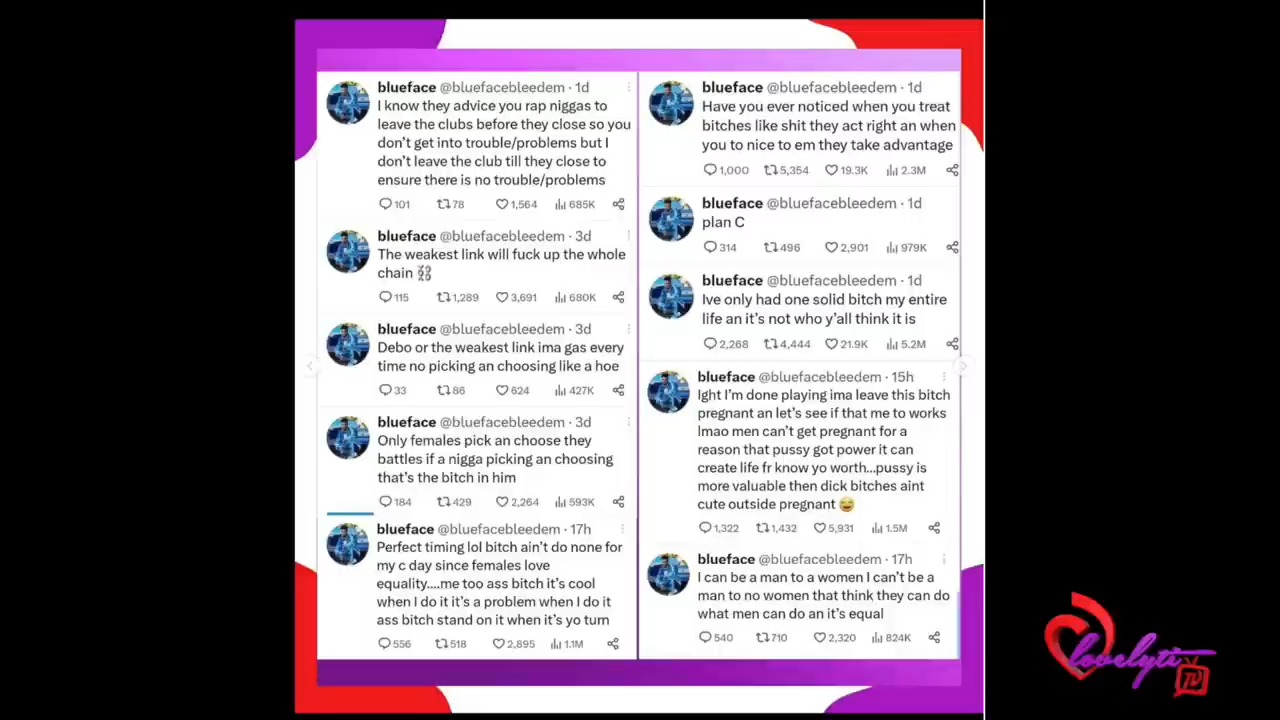 blueface @bluefacebleedem · 1d
I know they advice you rap niggas to
leave the clubs before they close so you
don't get into trouble/problems but I
don't leave the club till they close to
ensure there is no trouble/problems
101 78 1,564 685K
blueface @bluefacebleedem · 3d
The weakest link will fuck up the whole
chain ⛓️
115 1,289 3,691 680K
blueface @bluefacebleedem · 3d
Debo or the weakest link ima gas every
time no picking an choosing like a hoe
33 86 624 427K
blueface @bluefacebleedem · 3d
Only females pick an choose they
battles if a nigga picking an choosing
that's the bitch in him
184 429 2,264 593K
blueface @bluefacebleedem · 17h
Perfect timing lol bitch ain't do none for
my c day since females love
equality....me too ass bitch it's cool
when I do it it's a problem when I do it
ass bitch stand on it when it's yo turn
556 518 2,895 1.1M
blueface @bluefacebleedem · 1d
Have you ever noticed when you treat
bitches like shit they act right an when
you to nice to em they take advantage
1,000 5,354 19.3K 2.3M
blueface @bluefacebleedem · 1d
plan C
314 496 2,901 979K
blueface @bluefacebleedem · 1d
Ive only had one solid bitch my entire
life an it's not who y'all think it is
2,268 4,444 21.9K 5.2M
blueface @bluefacebleedem · 15h
Ight I'm done playing ima leave this bitch
pregnant an let's see if that me to works
lmao men can't get pregnant for a
reason that pussy got power it can
create life fr know yo worth...pussy is
more valuable then dick bitches aint
cute outside pregnant 😂
1,322 1,432 5,931 1.5M
blueface @bluefacebleedem · 17h
I can be a man to a women I can't be a
man to no women that think they can do
what men can do an it's equal
540 710 2,320 824K
lovelyti
TV